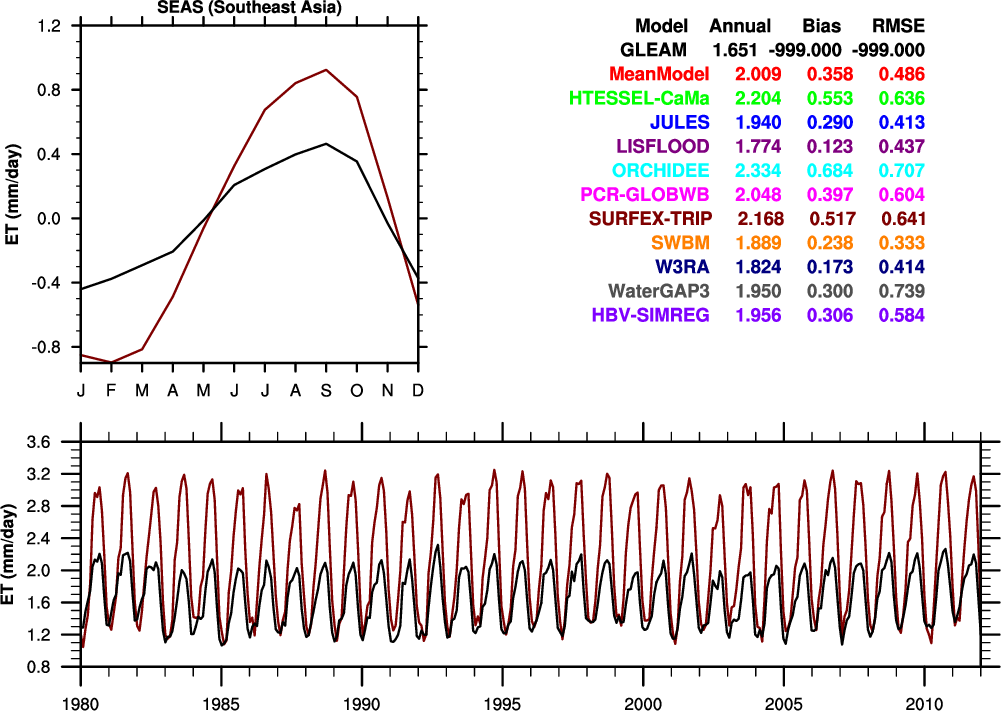 SEAS (Southeast Asia)
ET (mm/day)
1.2
0.8
0.4
0.0
-0.4
-0.8
J F M A M J J A S O N D
Model Annual Bias RMSE
GLEAM 1.651 -999.000 -999.000
MeanModel 2.009 0.358 0.486
HTESSEL-CaMa 2.204 0.553 0.636
JULES 1.940 0.290 0.413
LISFLOOD 1.774 0.123 0.437
ORCHIDEE 2.334 0.684 0.707
PCR-GLOBWB 2.048 0.397 0.604
SURFEX-TRIP 2.168 0.517 0.641
SWBM 1.889 0.238 0.333
W3RA 1.824 0.173 0.414
WaterGAP3 1.950 0.300 0.739
HBV-SIMREG 1.956 0.306 0.584
ET (mm/day)
3.6
3.2
2.8
2.4
2.0
1.6
1.2
0.8
1980 1985 1990 1995 2000 2005 2010